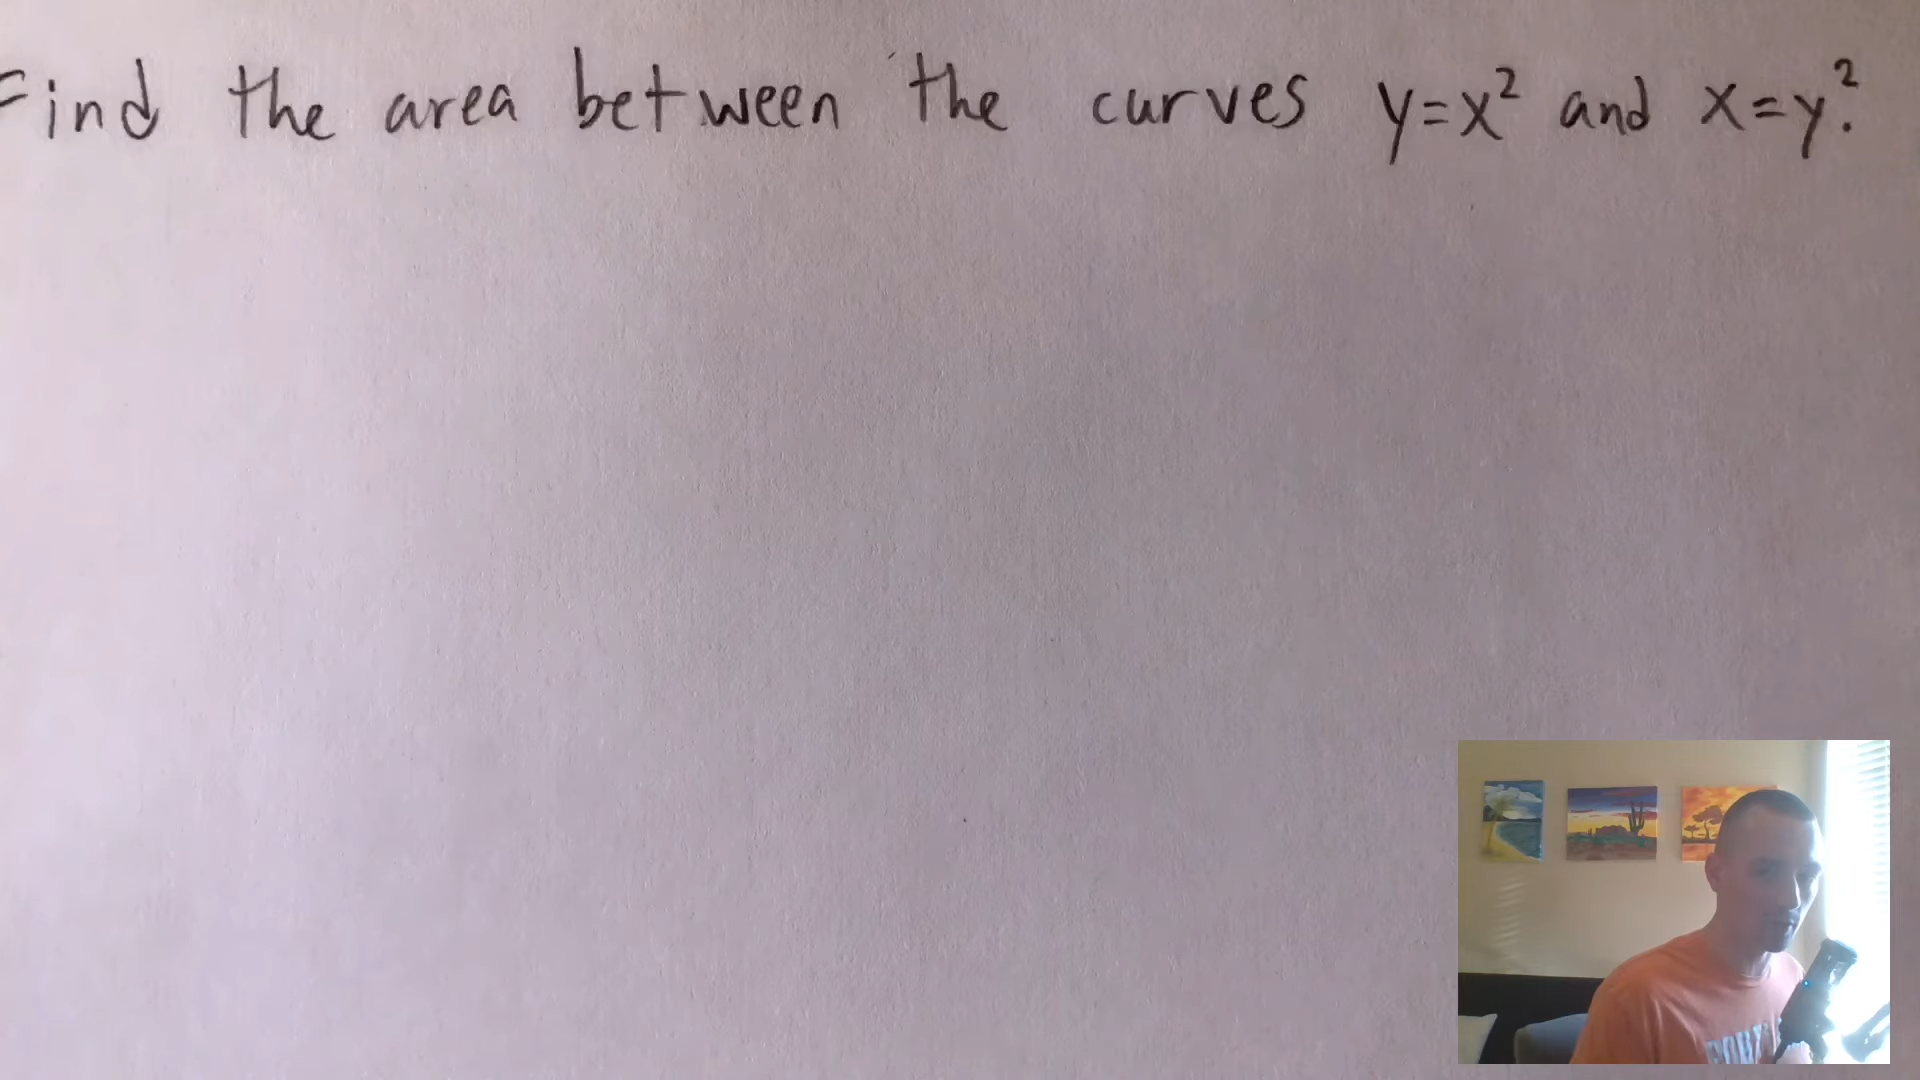 Find the area between the curves y=x² and x=y².